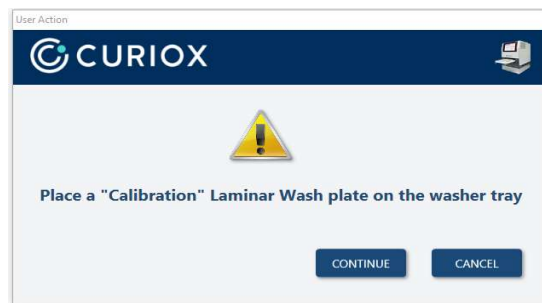 User Action
CURIOX
Place a "Calibration" Laminar Wash plate on the washer tray
CONTINUE
CANCEL